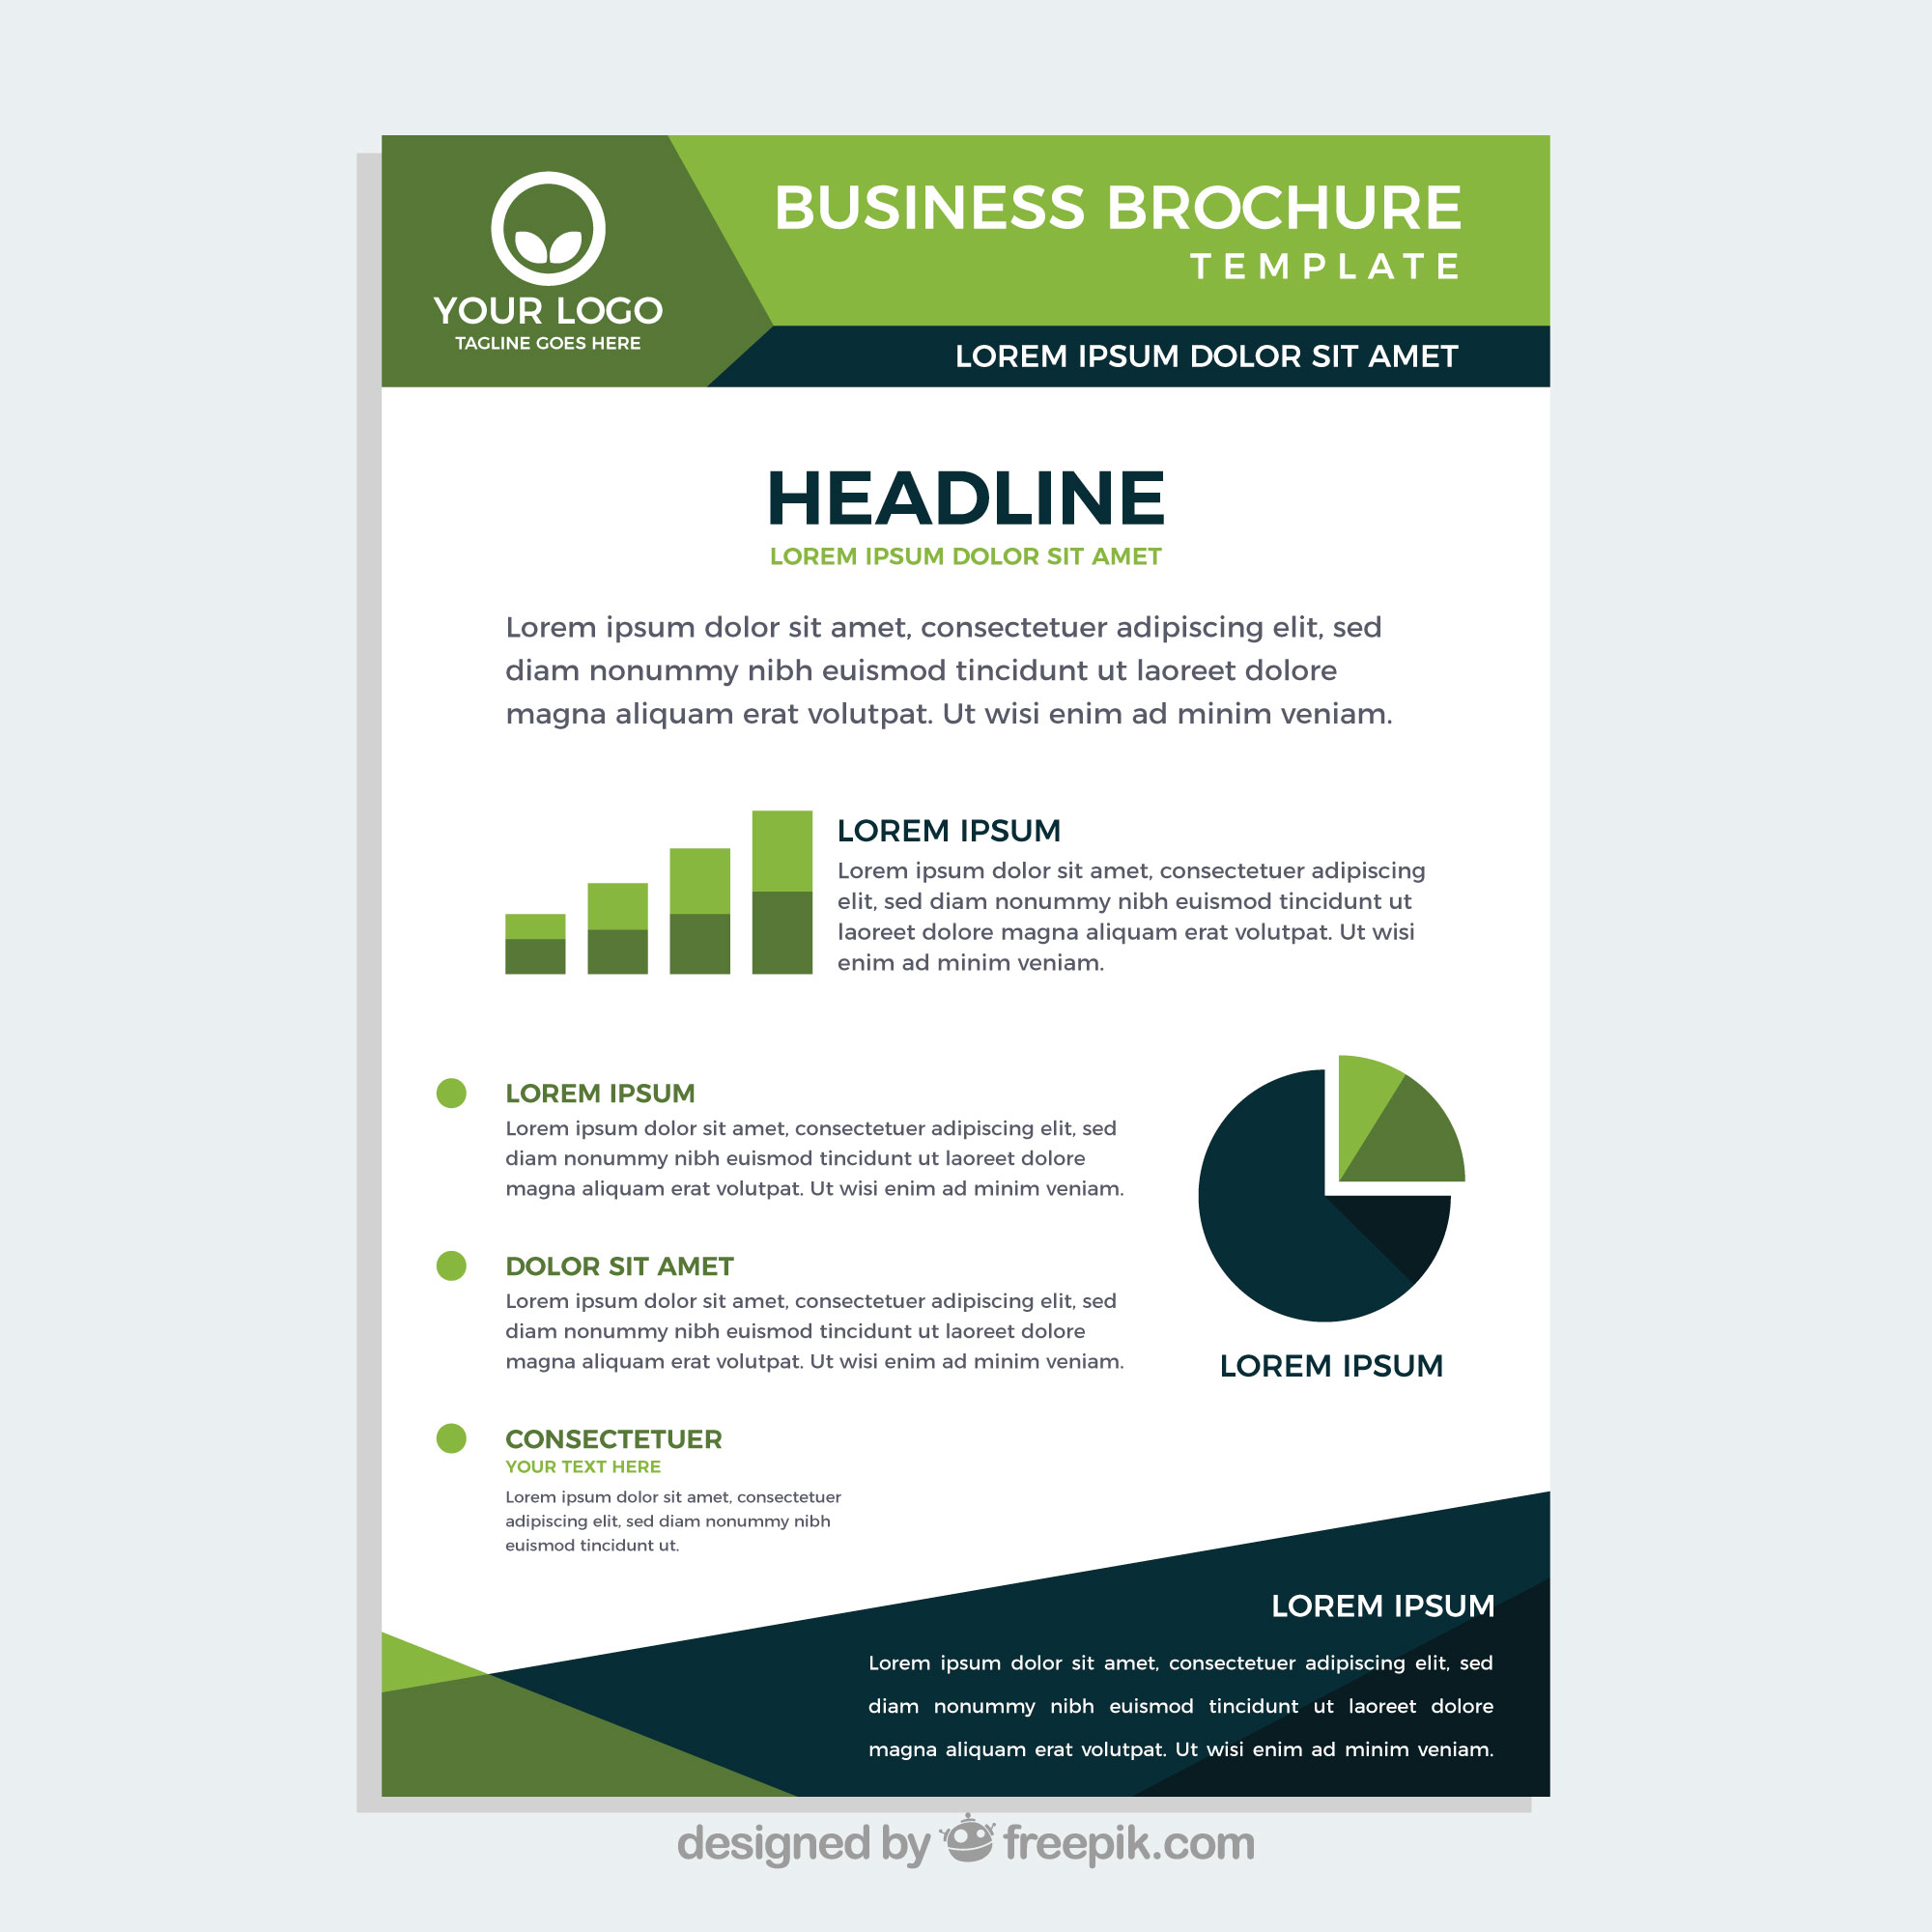 YOUR LOGO
TAGLINE GOES HERE
BUSINESS BROCHURE
TEMPLATE
LOREM IPSUM DOLOR SIT AMET
HEADLINE
LOREM IPSUM DOLOR SIT AMET
Lorem ipsum dolor sit amet, consectetuer adipiscing elit, sed
diam nonummy nibh euismod tincidunt ut laoreet dolore
magna aliquam erat volutpat. Ut wisi enim ad minim veniam.
LOREM IPSUM
Lorem ipsum dolor sit amet, consectetuer adipiscing
elit, sed diam nonummy nibh euismod tincidunt ut
laoreet dolore magna aliquam erat volutpat. Ut wisi
enim ad minim veniam.
LOREM IPSUM
Lorem ipsum dolor sit amet, consectetuer adipiscing elit, sed
diam nonummy nibh euismod tincidunt ut laoreet dolore
magna aliquam erat volutpat. Ut wisi enim ad minim veniam.
DOLOR SIT AMET
Lorem ipsum dolor sit amet, consectetuer adipiscing elit, sed
diam nonummy nibh euismod tincidunt ut laoreet dolore
magna aliquam erat volutpat. Ut wisi enim ad minim veniam.
LOREM IPSUM
CONSECTETUER
YOUR TEXT HERE
Lorem ipsum dolor sit amet, consectetuer
adipiscing elit, sed diam nonummy nibh
euismod tincidunt ut.
LOREM IPSUM
Lorem ipsum dolor sit amet, consectetuer adipiscing elit, sed
diam nonummy nibh euismod tincidunt ut laoreet dolore
magna aliquam erat volutpat. Ut wisi enim ad minim veniam.
designed by freepik.com